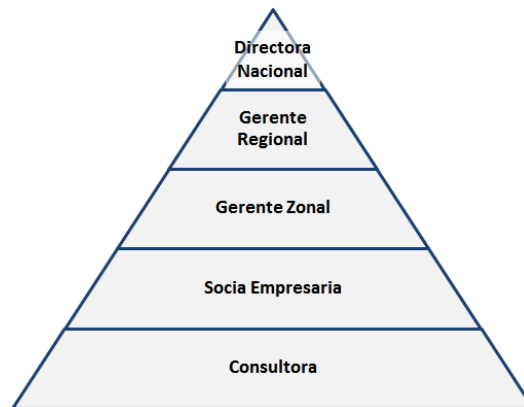 Directora
Nacional
Gerente
Regional
Gerente Zonal
Socia Empresaria
Consultora